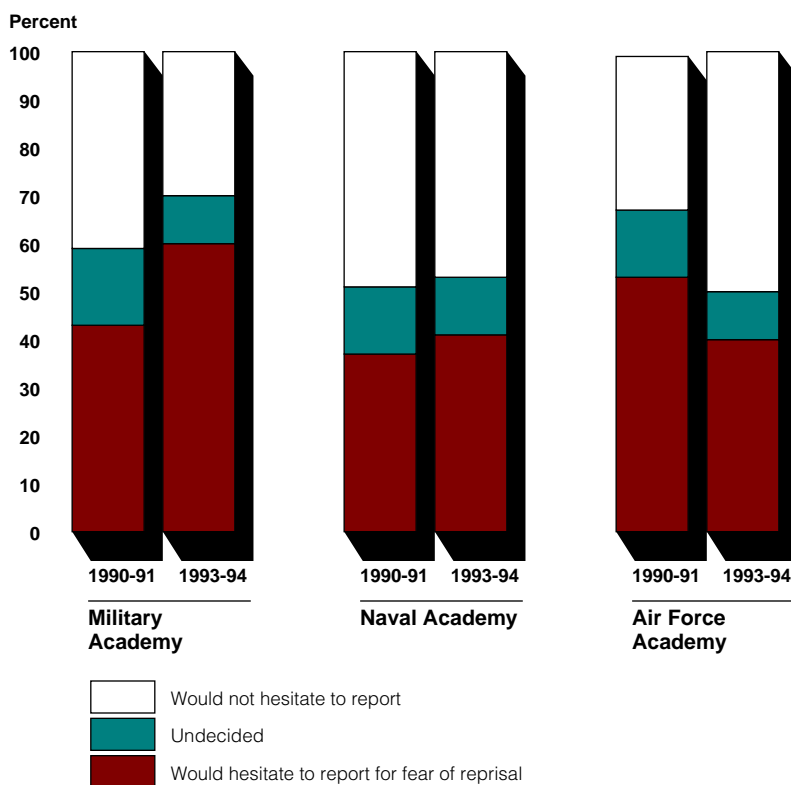 Percent
100
90
80
70
60
50
40
30
20
10
0
1990-91 1993-94 1990-91 1993-94 1990-91 1993-94
Military Academy
Naval Academy
Air Force Academy
Would not hesitate to report
Undecided
Would hesitate to report for fear of reprisal